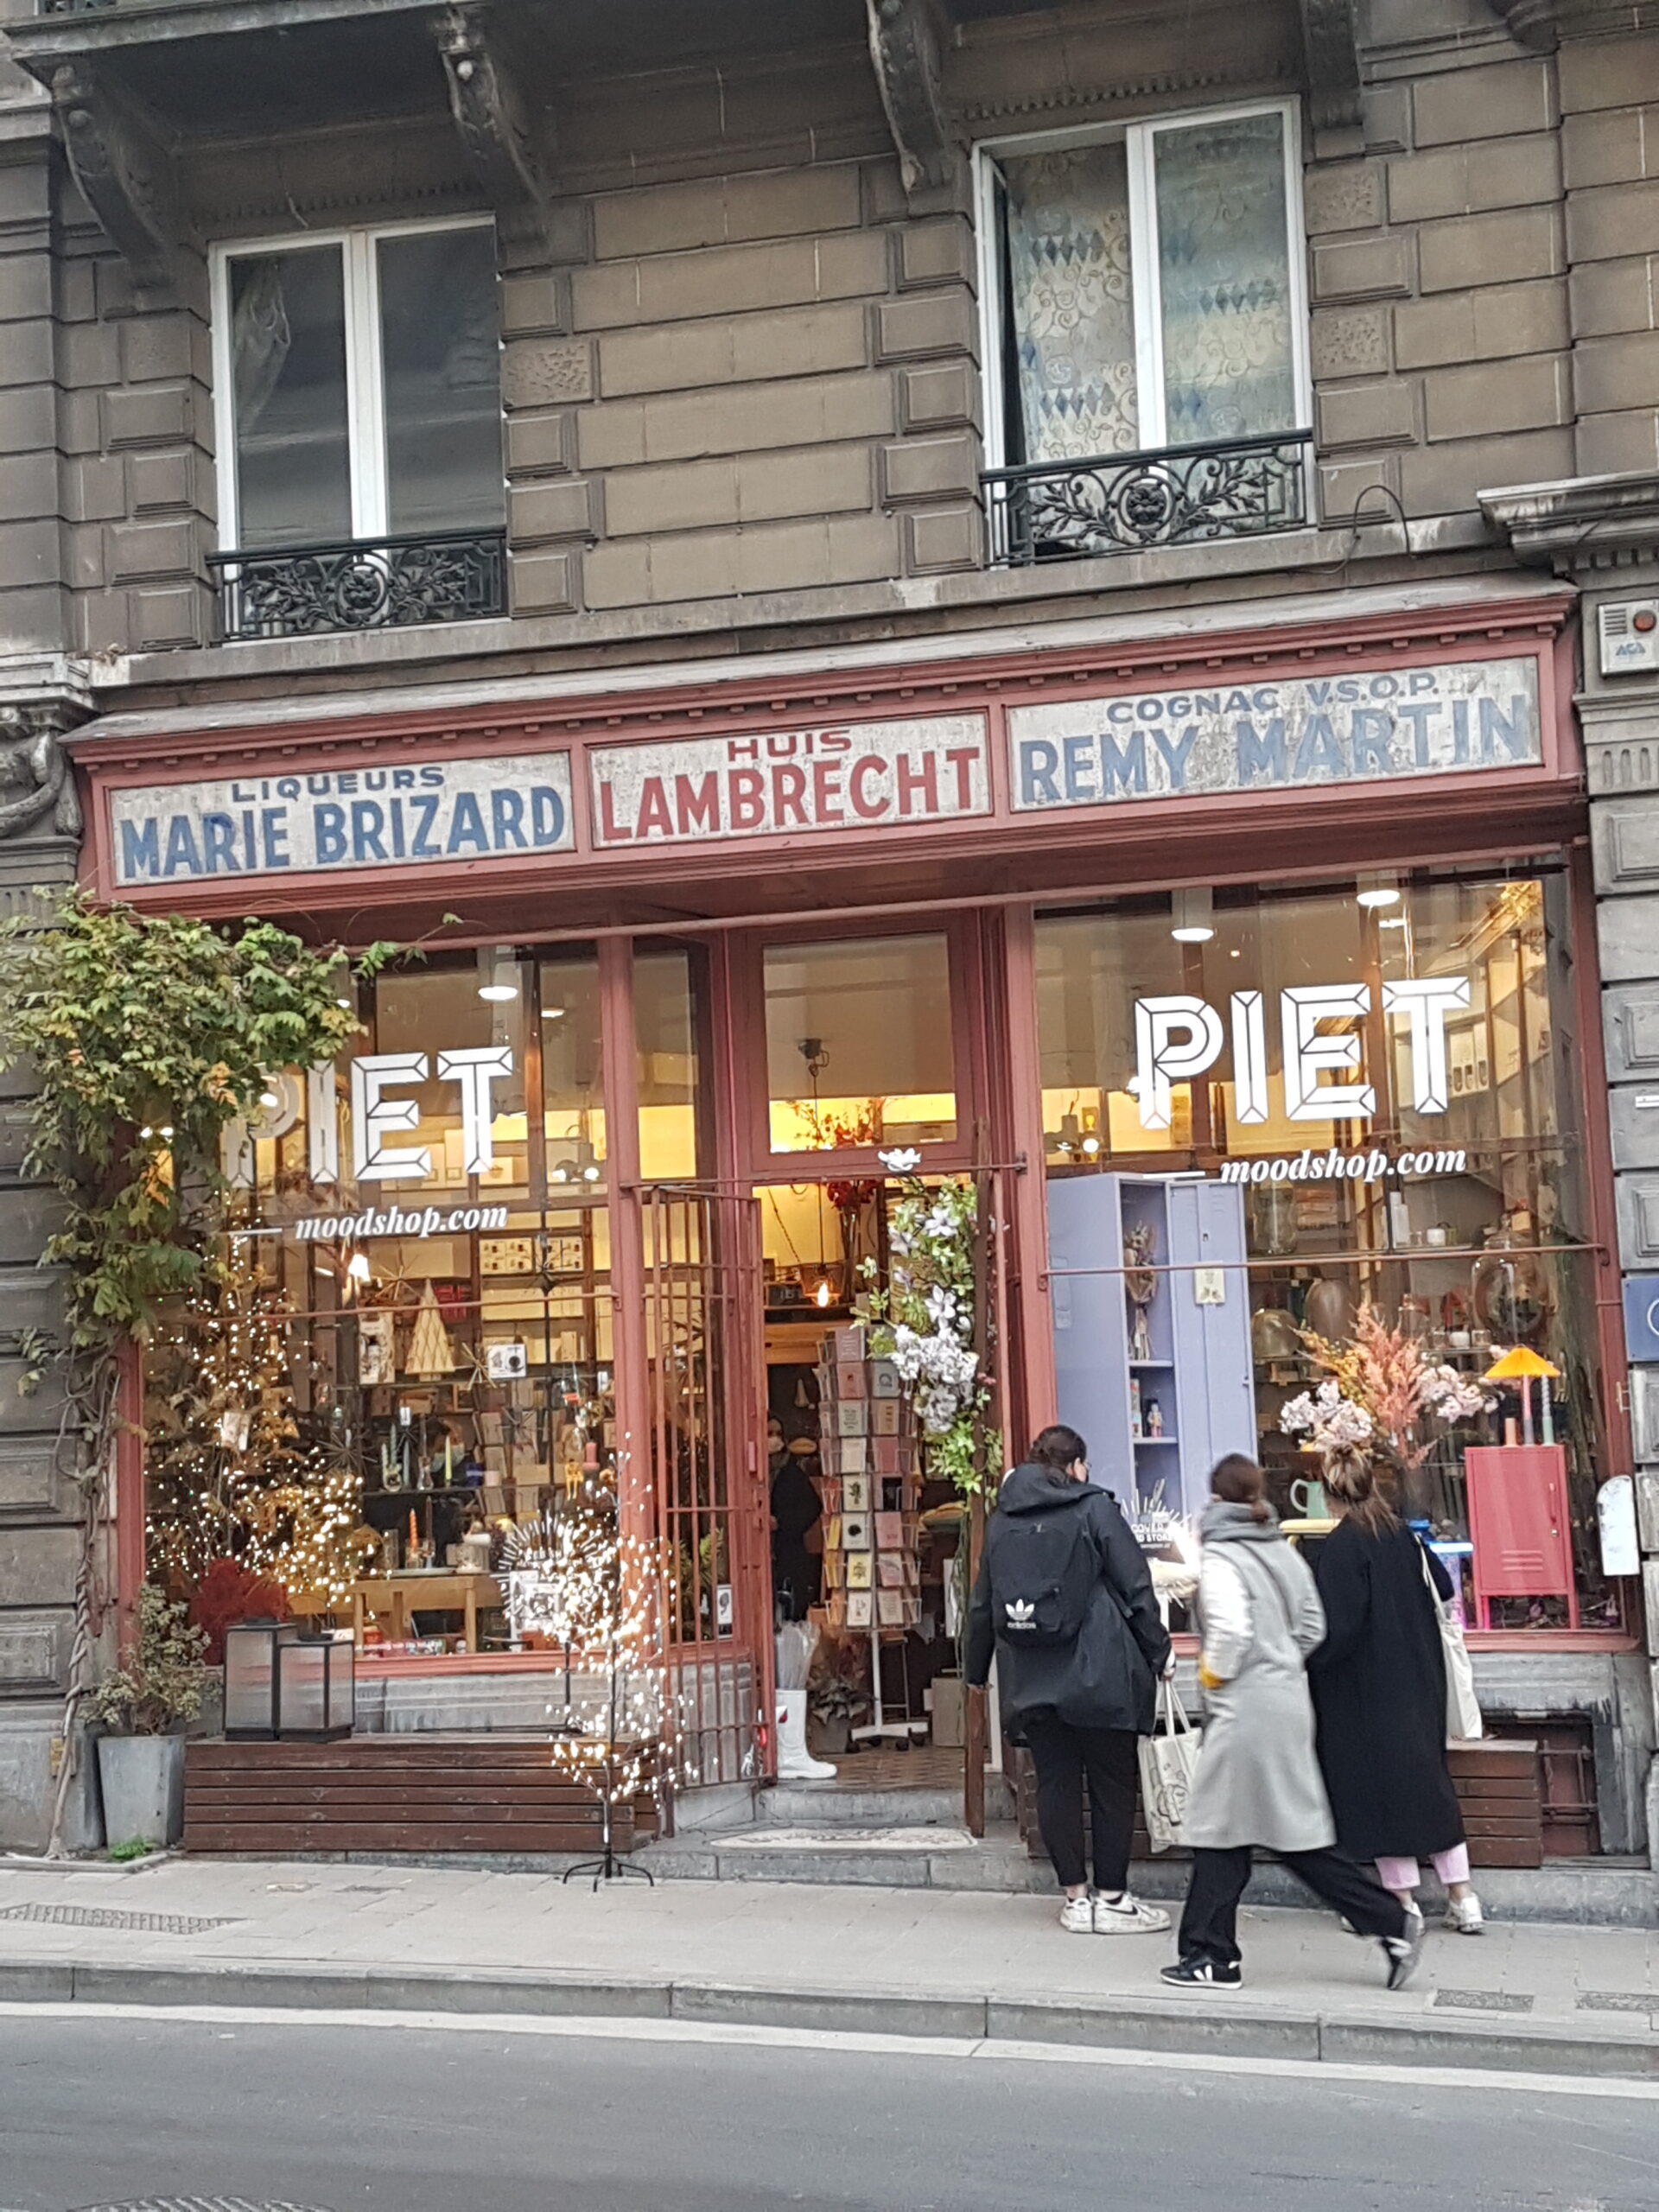 LIQUEURS
MARIE BRIZARD
HUIS
LAMBRECHT
COGNAC V.S.O.P.
REMY MARTIN
PIET
moodshop.com
PIET
moodshop.com
adidas